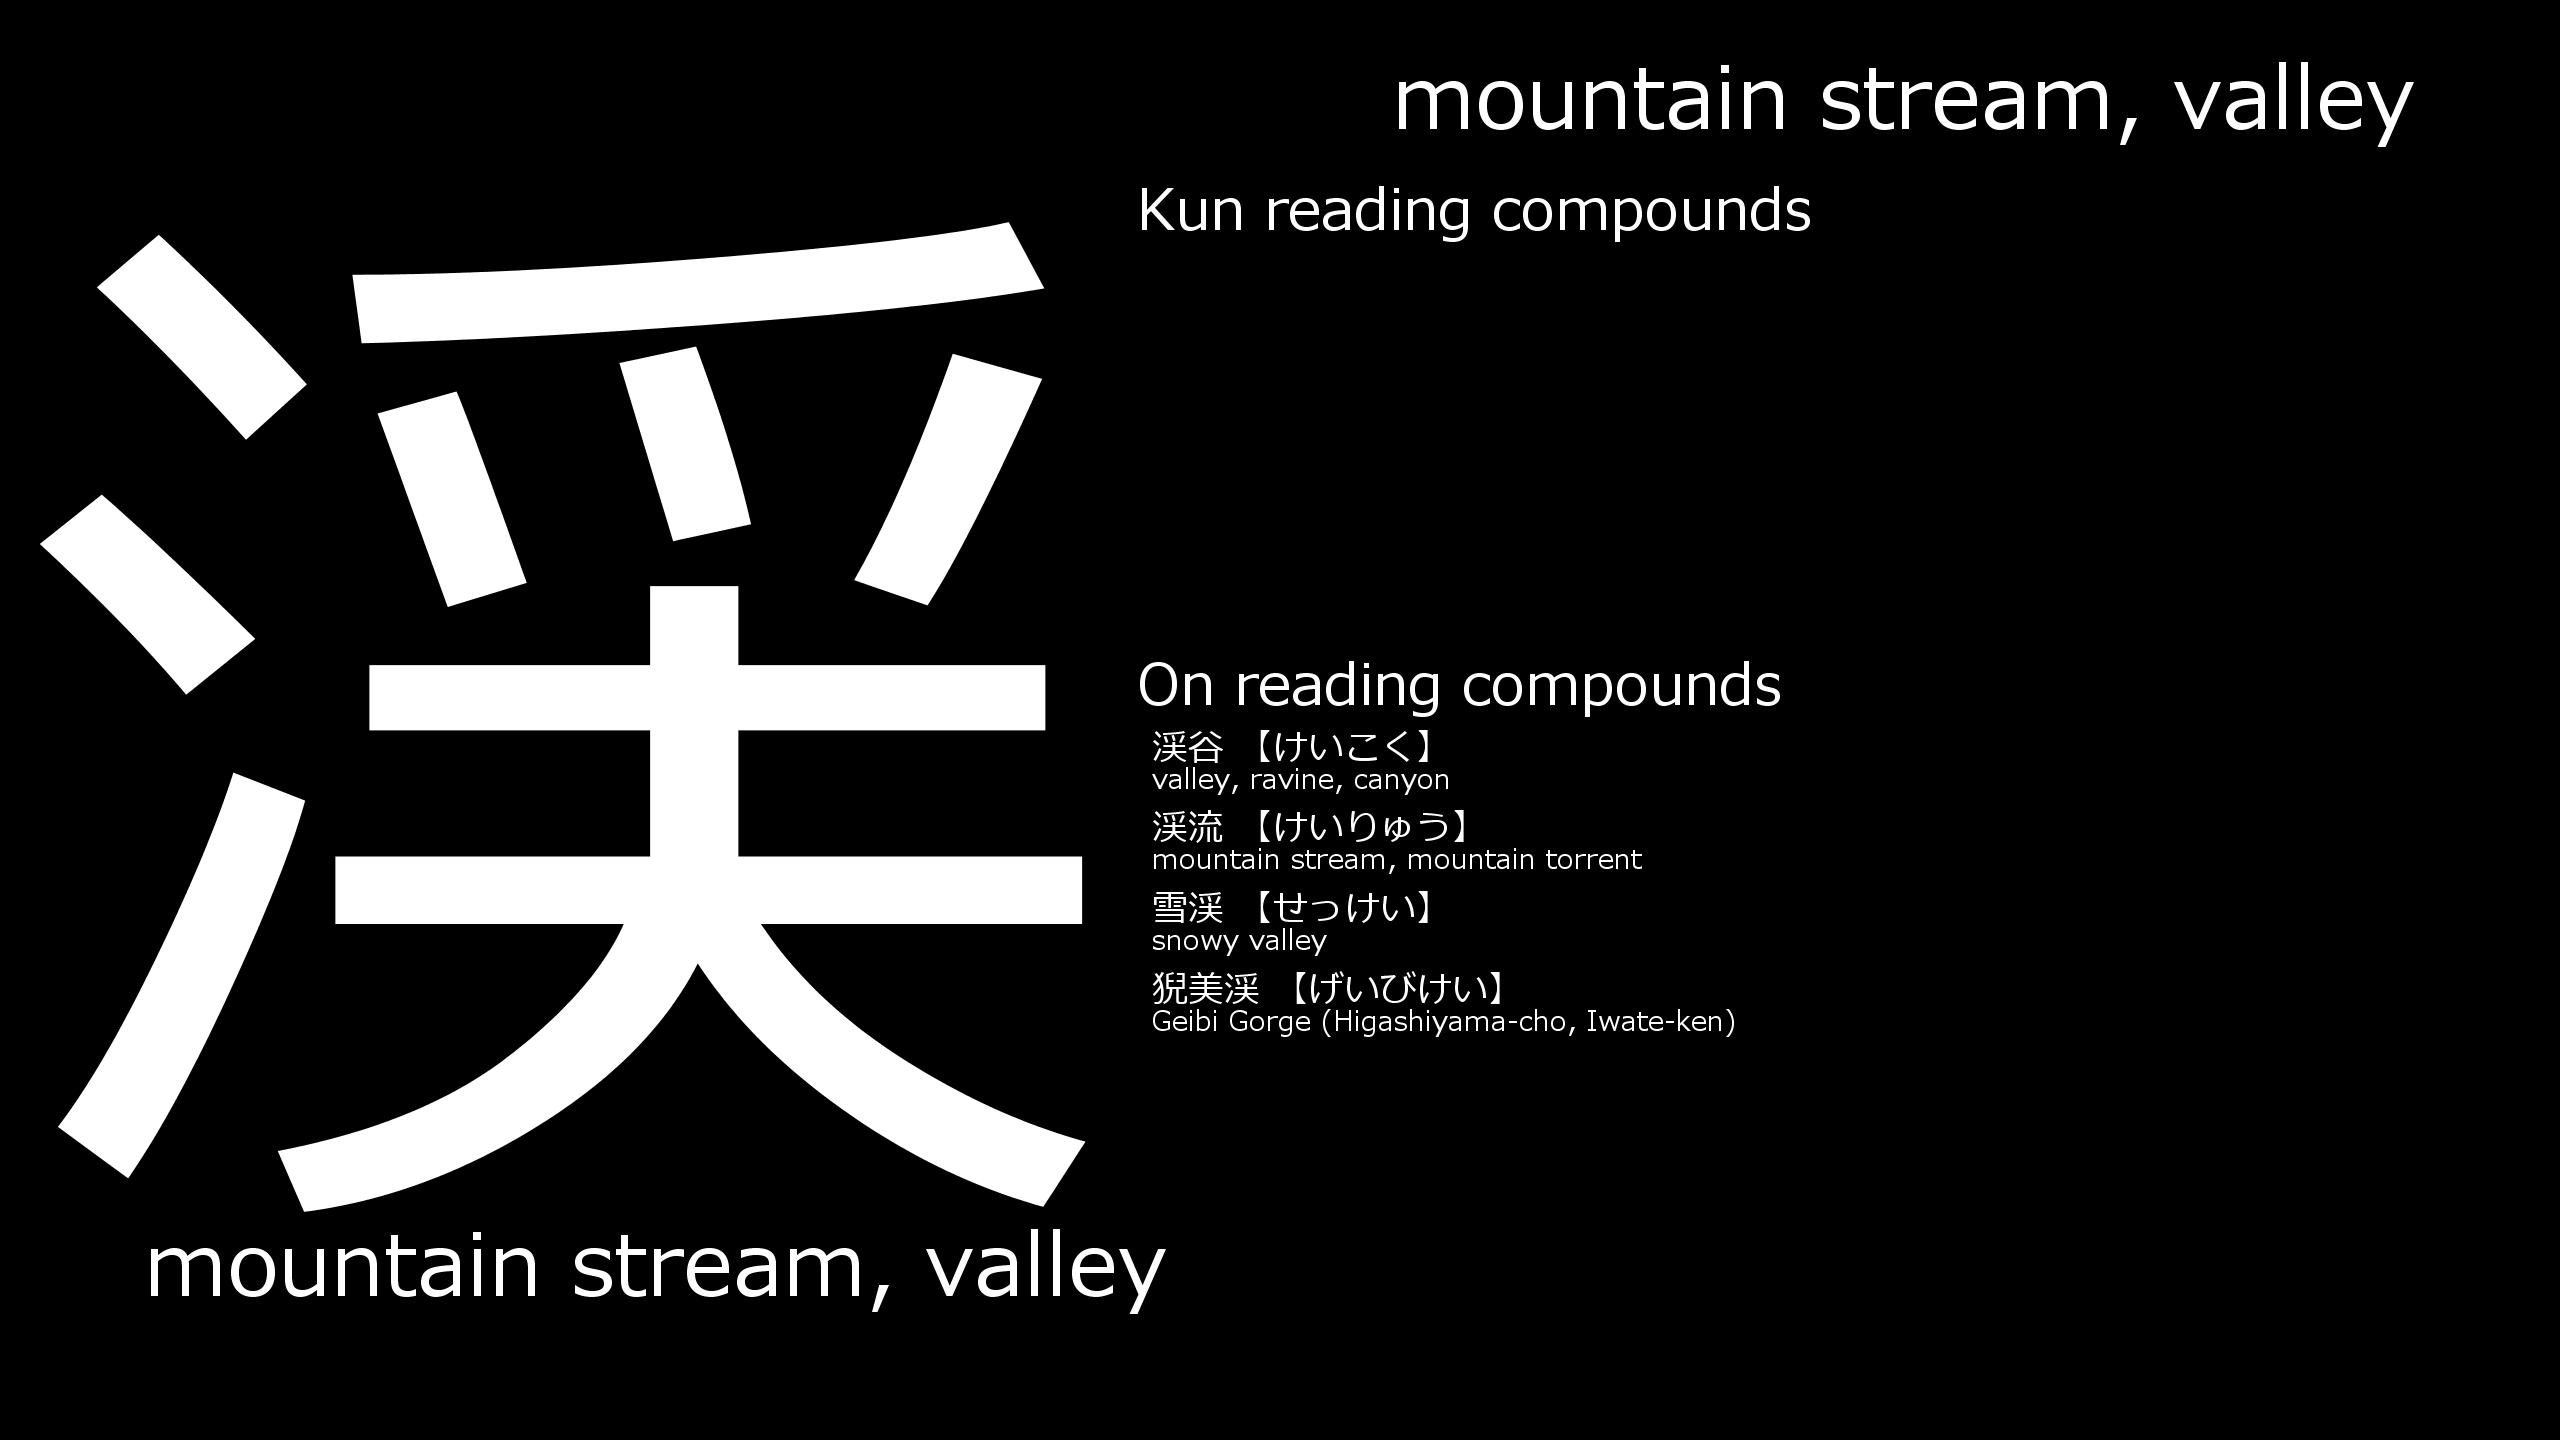 mountain stream, valley
渓
mountain stream, valley
Kun reading compounds
On reading compounds
渓谷 【けいこく】
valley, ravine, canyon
渓流 【けいりゅう】
mountain stream, mountain torrent
雪渓 【せっけい】
snowy valley
猊美渓 【げいびけい】
Geibi Gorge (Higashiyama-cho, Iwate-ken)